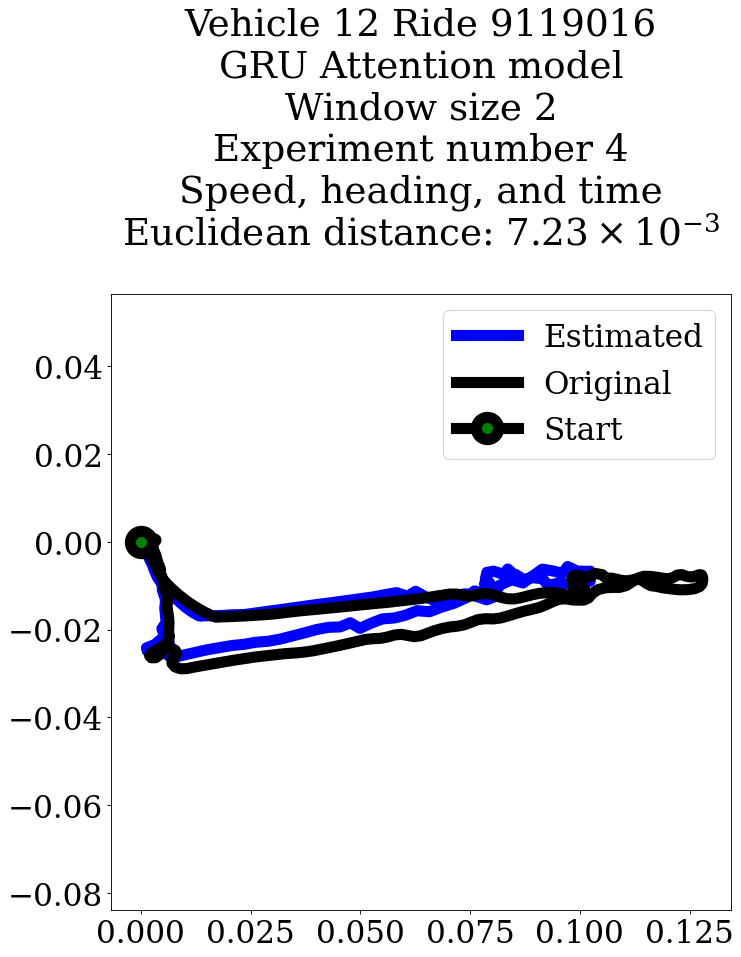 Vehicle 12 Ride 9119016
GRU Attention model
Window size 2
Experiment number 4
Speed, heading, and time
Euclidean distance: 7.23 × 10⁻³
Estimated
Original
Start
0.04
0.02
0.00
−0.02
−0.04
−0.06
−0.08
0.000 0.025 0.050 0.075 0.100 0.125